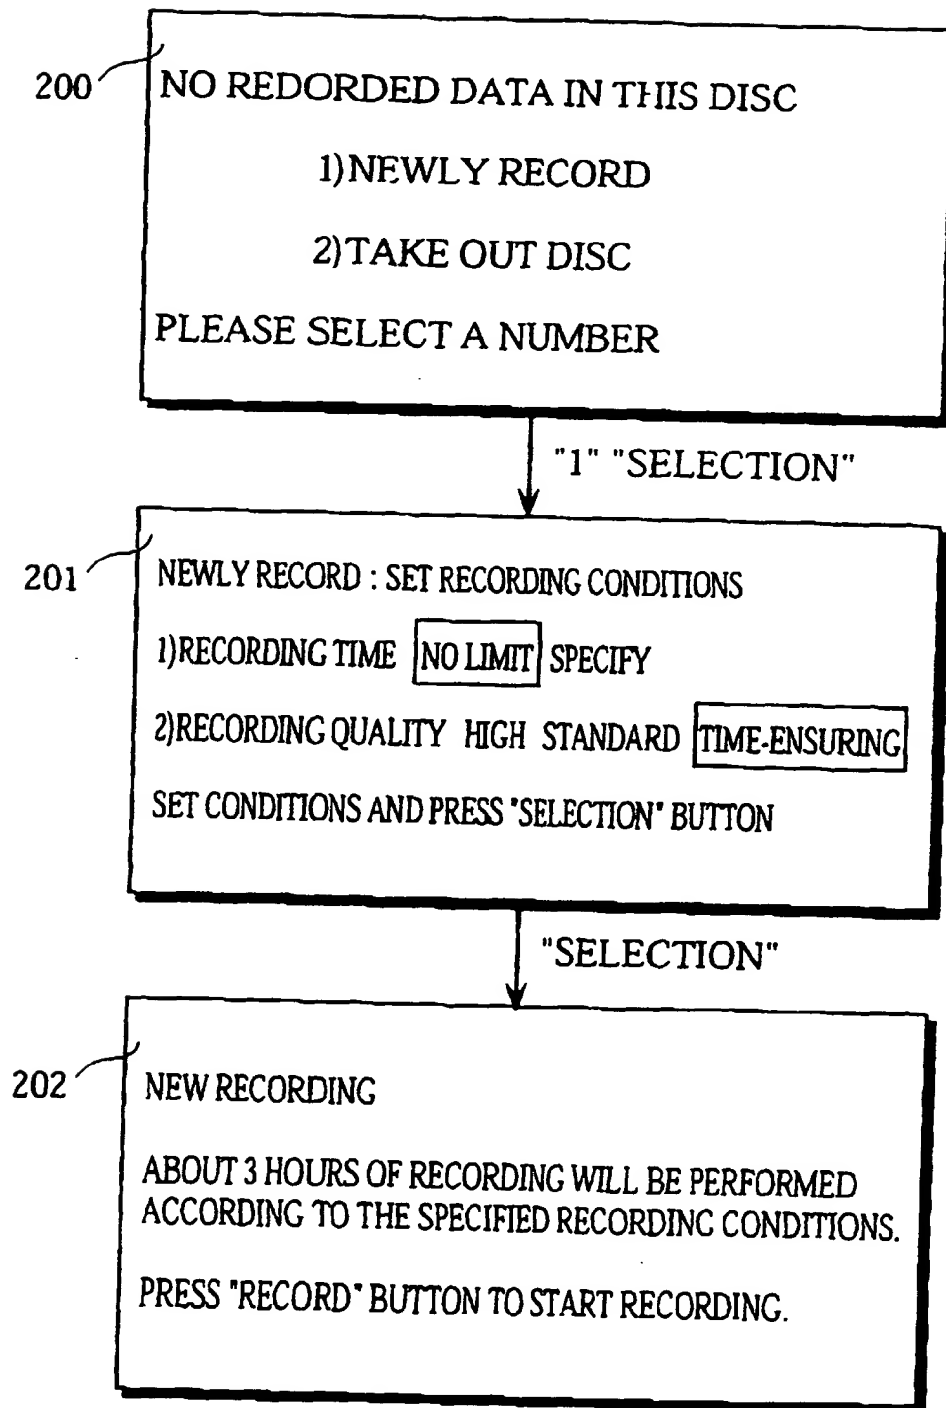 200
NO REDORDED DATA IN THIS DISC
1)NEWLY RECORD
2)TAKE OUT DISC
PLEASE SELECT A NUMBER
"1" "SELECTION"
201
NEWLY RECORD : SET RECORDING CONDITIONS
1)RECORDING TIME NO LIMIT SPECIFY
2)RECORDING QUALITY HIGH STANDARD TIME-ENSURING
SET CONDITIONS AND PRESS "SELECTION" BUTTON
"SELECTION"
202
NEW RECORDING
ABOUT 3 HOURS OF RECORDING WILL BE PERFORMED
ACCORDING TO THE SPECIFIED RECORDING CONDITIONS.
PRESS "RECORD" BUTTON TO START RECORDING.